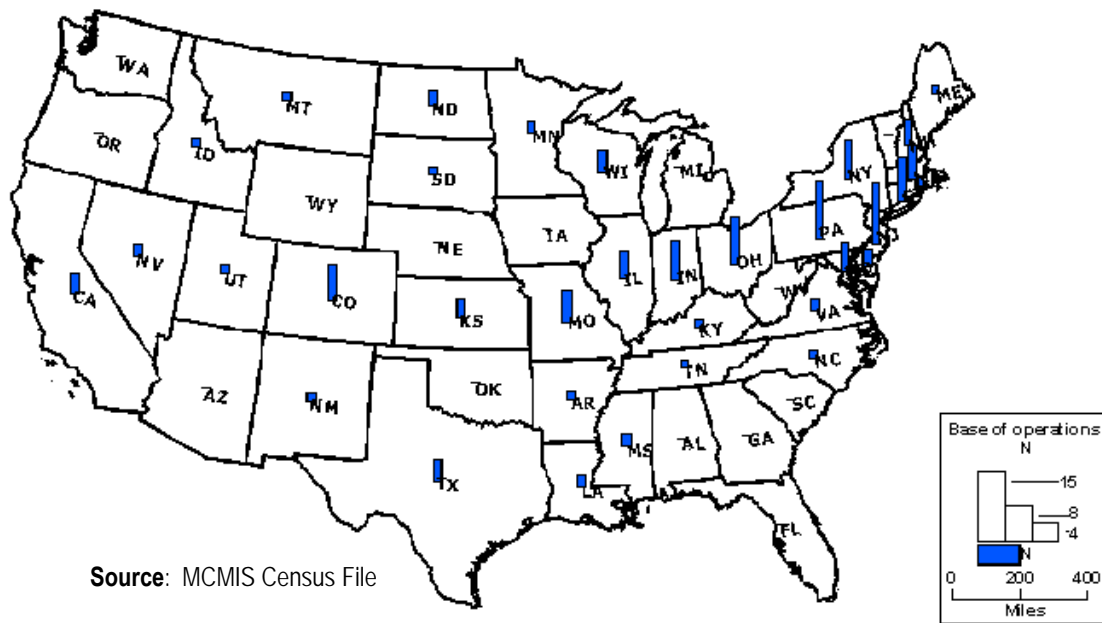 ME
WA
MT
ND
MN
OR
ID
WI
MI
NY
SD
WY
PA
IA
NE
OH
NV
UT
IL
IN
CO
CA
WV
VA
KS
MO
KY
NC
TN
OK
AZ
NM
AR
SC
MS
AL
GA
TX
LA
FL
Base of operations
N
15
8
4
N
0 200 400
Miles
Source: MCMIS Census File